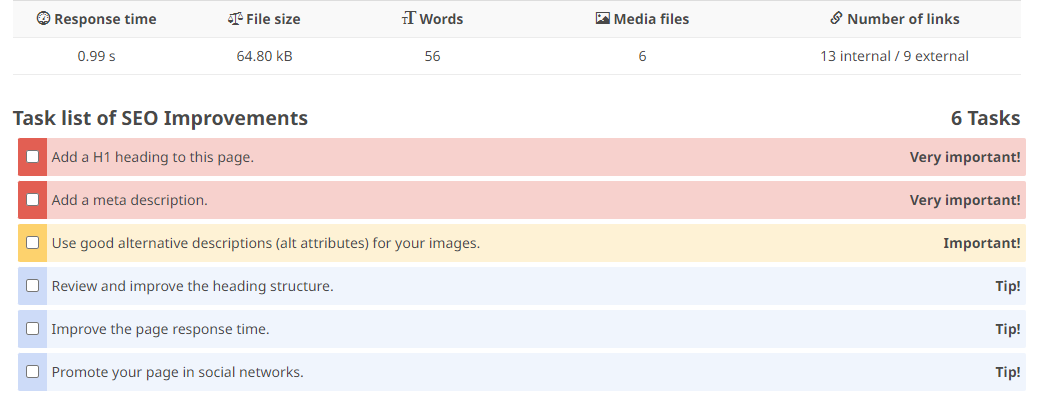 Response time File size Words Media files Number of links
0.99 s 64.80 kB 56 6 13 internal / 9 external
Task list of SEO Improvements 6 Tasks
Add a H1 heading to this page. Very important!
Add a meta description. Very important!
Use good alternative descriptions (alt attributes) for your images. Important!
Review and improve the heading structure. Tip!
Improve the page response time. Tip!
Promote your page in social networks. Tip!